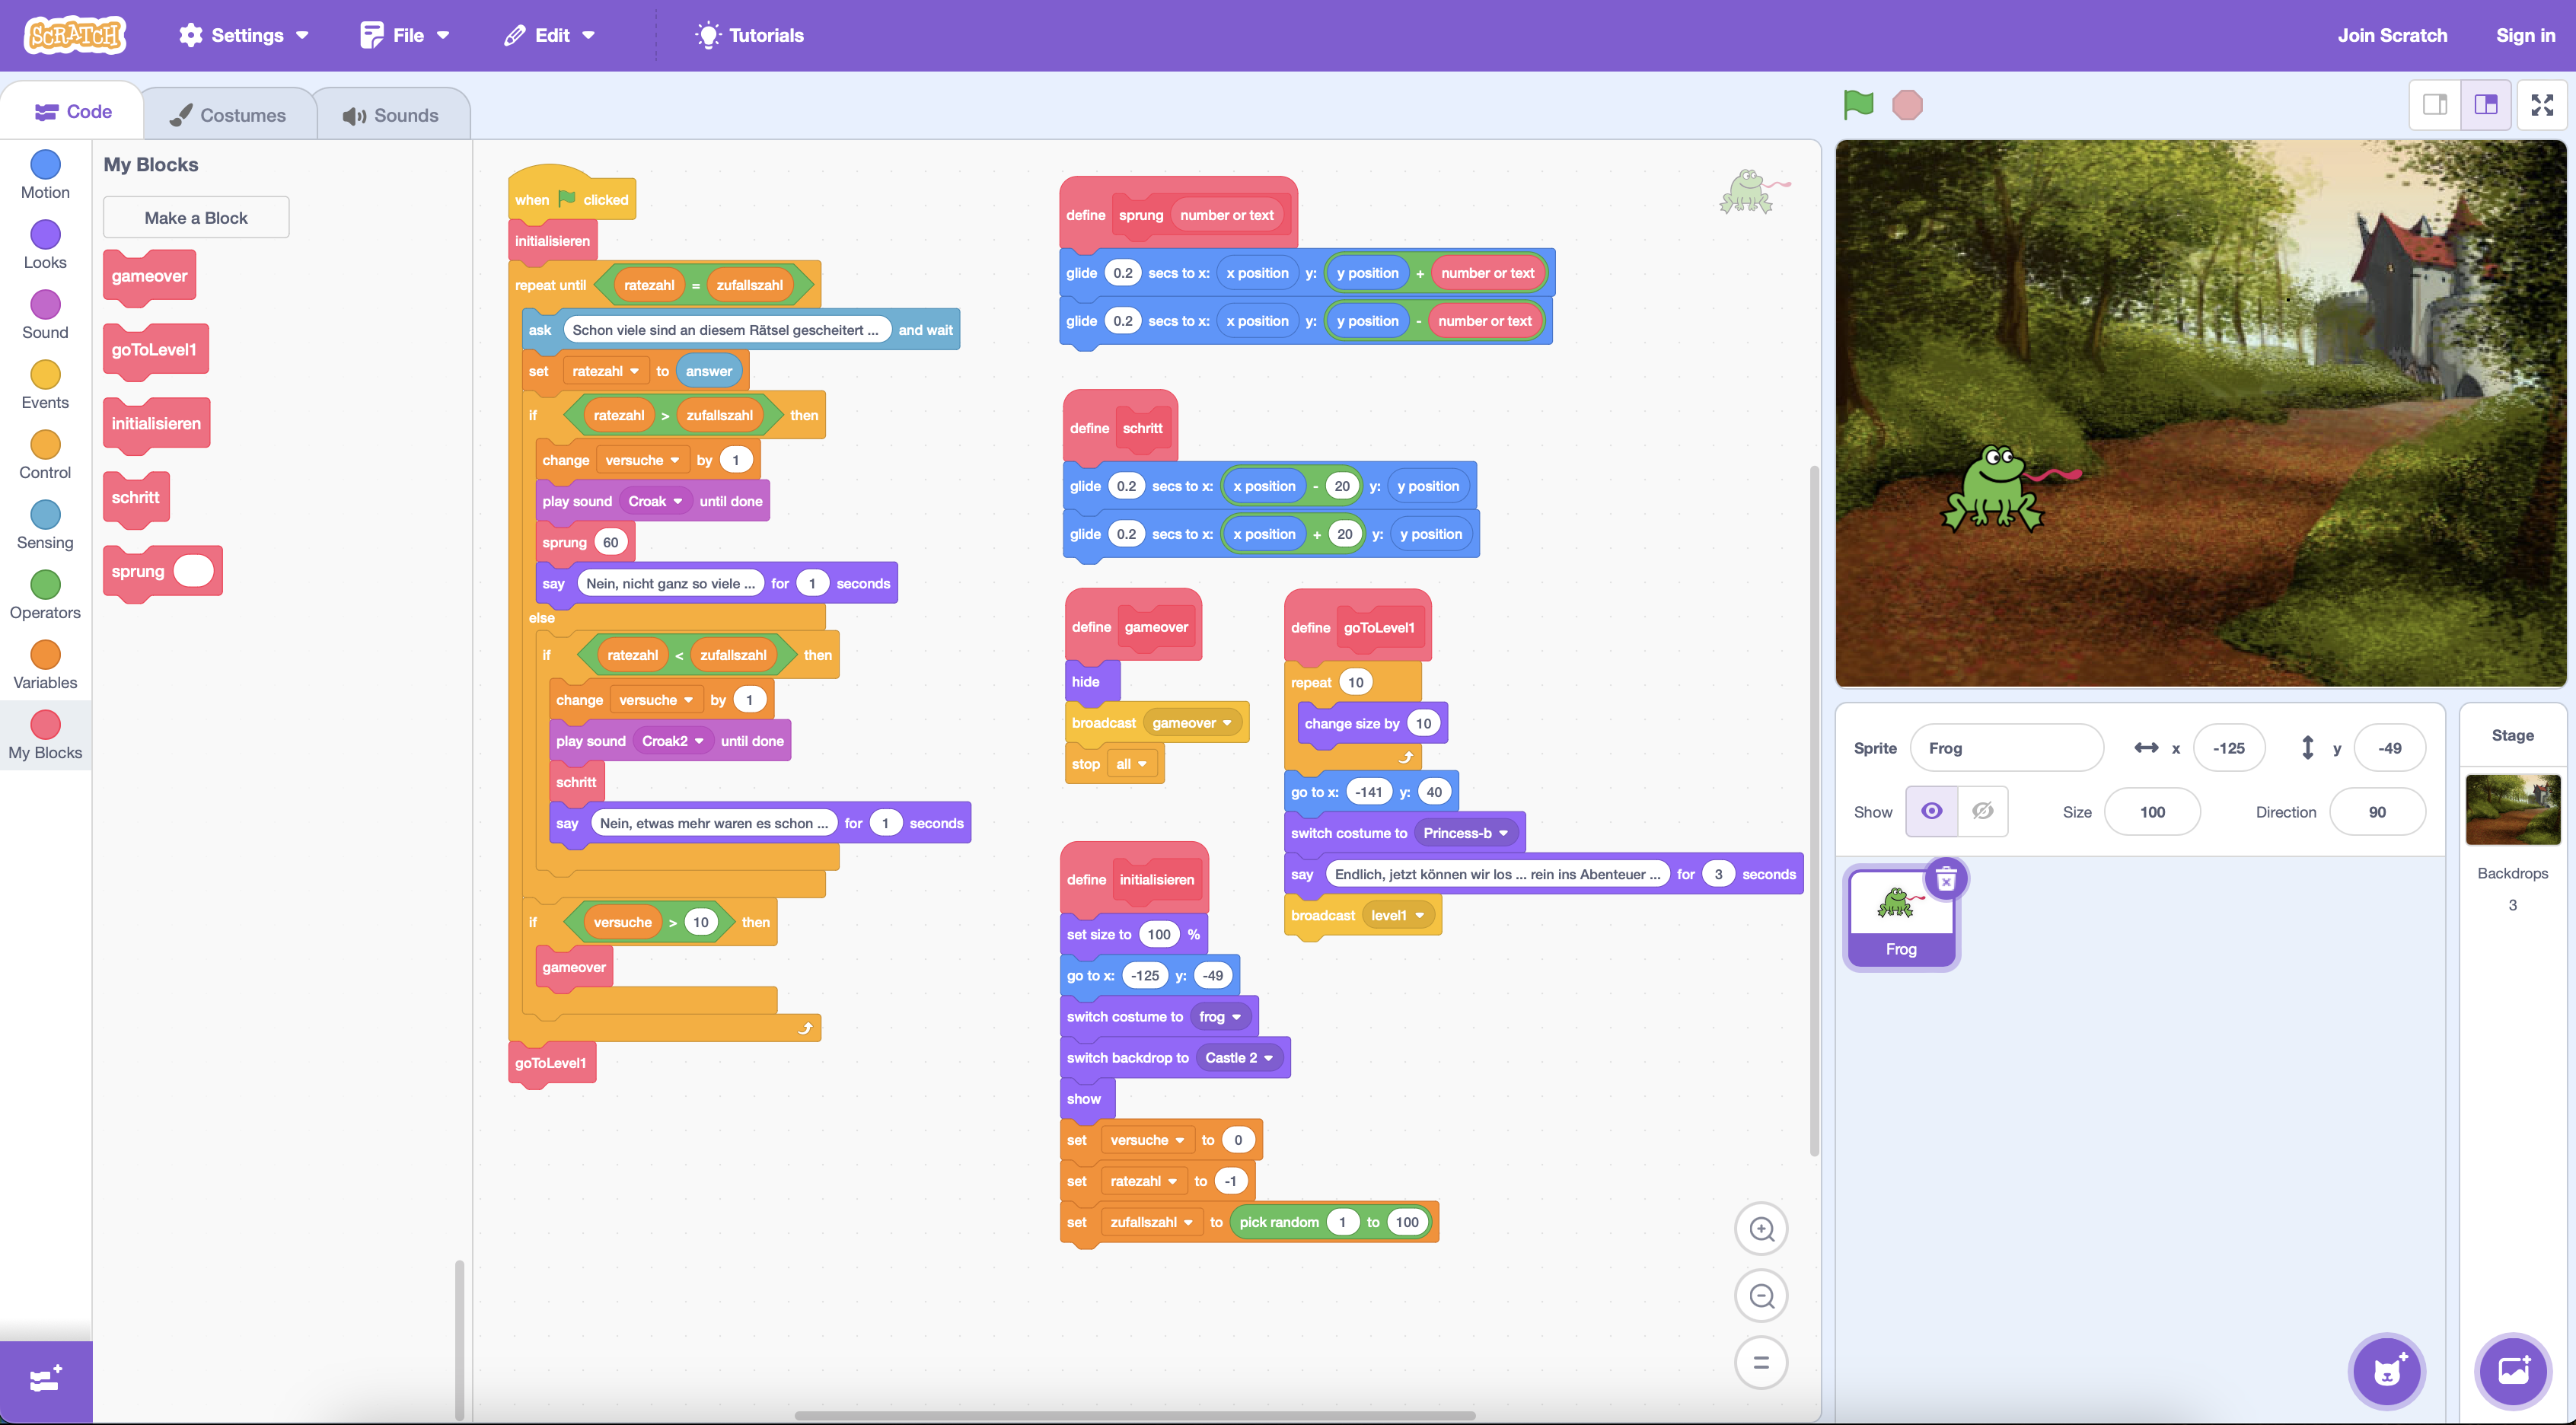 SCRATCH
Settings
File
Edit
Tutorials
Join Scratch
Sign in
Code
Costumes
Sounds
Motion
Looks
Sound
Events
Control
Sensing
Operators
Variables
My Blocks
My Blocks
Make a Block
gameover
goToLevel1
initialisieren
schritt
sprung
when clicked
initialisieren
repeat until ratezahl = zufallszahl
ask Schon viele sind an diesem Rätsel gescheitert ... and wait
set ratezahl to answer
if ratezahl > zufallszahl then
change versuche by 1
play sound Croak until done
sprung 60
say Nein, nicht ganz so viele ... for 1 seconds
else
if ratezahl < zufallszahl then
change versuche by 1
play sound Croak2 until done
schritt
say Nein, etwas mehr waren es schon ... for 1 seconds
if versuche > 10 then
gameover
goToLevel1
define sprung number or text
glide 0.2 secs to x: x position y: y position + number or text
glide 0.2 secs to x: x position y: y position - number or text
define schritt
glide 0.2 secs to x: x position - 20 y: y position
glide 0.2 secs to x: x position + 20 y: y position
define gameover
hide
broadcast gameover
stop all
define goToLevel1
repeat 10
change size by 10
go to x: -141 y: 40
switch costume to Princess-b
say Endlich, jetzt können wir los ... rein ins Abenteuer ... for 3 seconds
broadcast level1
define initialisieren
set size to 100 %
go to x: -125 y: -49
switch costume to frog
switch backdrop to Castle 2
show
set versuche to 0
set ratezahl to -1
set zufallszahl to pick random 1 to 100
Sprite Frog x -125 y -49
Show Size 100 Direction 90
Frog
Stage
Backdrops
3